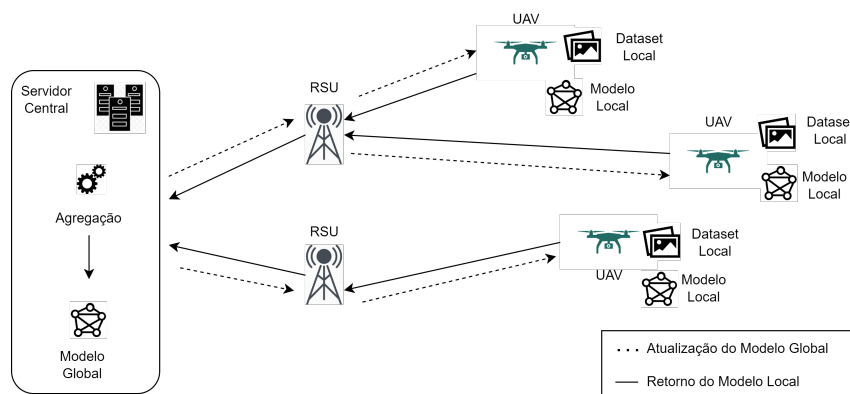 Servidor
Central
Agregação
Modelo
Global
RSU
RSU
UAV
Dataset
Local
Modelo
Local
UAV
Dataset
Local
Modelo
Local
Dataset
Local
UAV
Modelo
Local
Atualização do Modelo Global
Retorno do Modelo Local